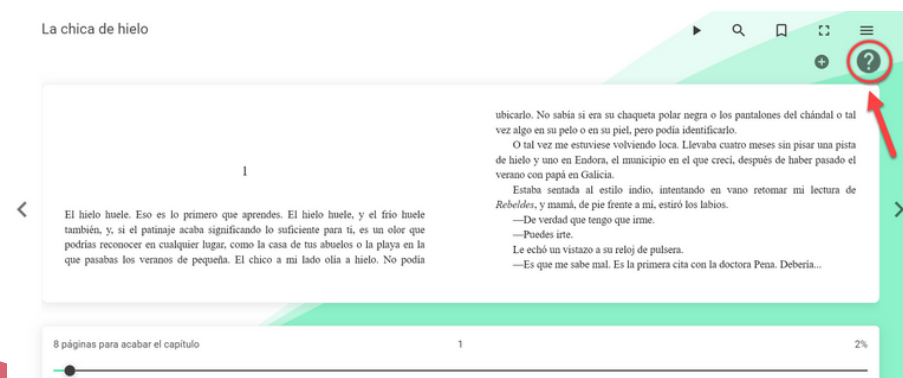 La chica de hielo
?
1
El hielo huele. Eso es lo primero que aprendes. El hielo huele, y el frío huele
también, y, si el patinaje acaba significando lo suficiente para ti, es un olor que
podrías reconocer en cualquier lugar, como la casa de tus abuelos o la playa en la
que pasabas los veranos de pequeña. El chico a mi lado olía a hielo. No podía
ubicarlo. No sabía si era su chaqueta polar negra o los pantalones del chándal o tal
vez algo en su pelo o en su piel, pero podía identificarlo.
O tal vez me estuviese volviendo loca. Llevaba cuatro meses sin pisar una pista
de hielo y uno en Endora, el municipio en el que crecí, después de haber pasado el
verano con papá en Galicia.
Estaba sentada al estilo indio, intentando en vano retomar mi lectura de
Rebeldes, y mamá, de pie frente a mí, estiró los labios.
—De verdad que tengo que irme.
—Puedes irte.
Le echó un vistazo a su reloj de pulsera.
—Es que me sabe mal. Es la primera cita con la doctora Pena. Debería...
8 páginas para acabar el capítulo
1
2%